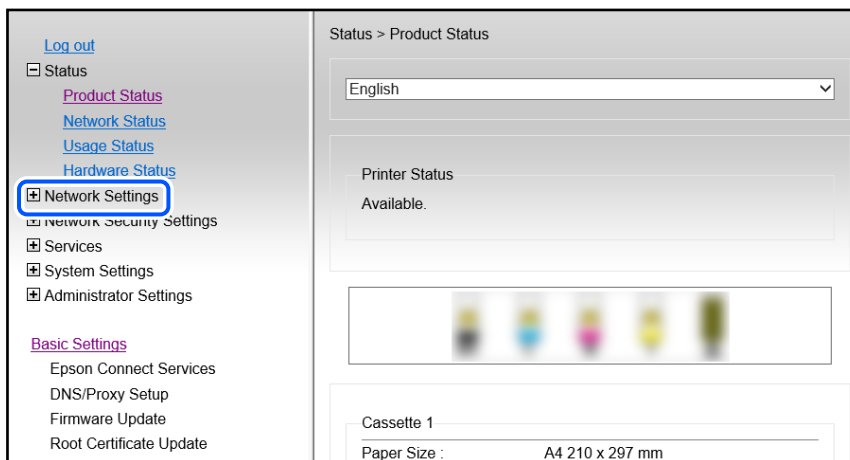 Log out
Status
Product Status
Network Status
Usage Status
Hardware Status
Network Settings
Network Security Settings
Services
System Settings
Administrator Settings
Basic Settings
Epson Connect Services
DNS/Proxy Setup
Firmware Update
Root Certificate Update
Status > Product Status
English
Printer Status
Available.
Cassette 1
Paper Size : A4 210 x 297 mm